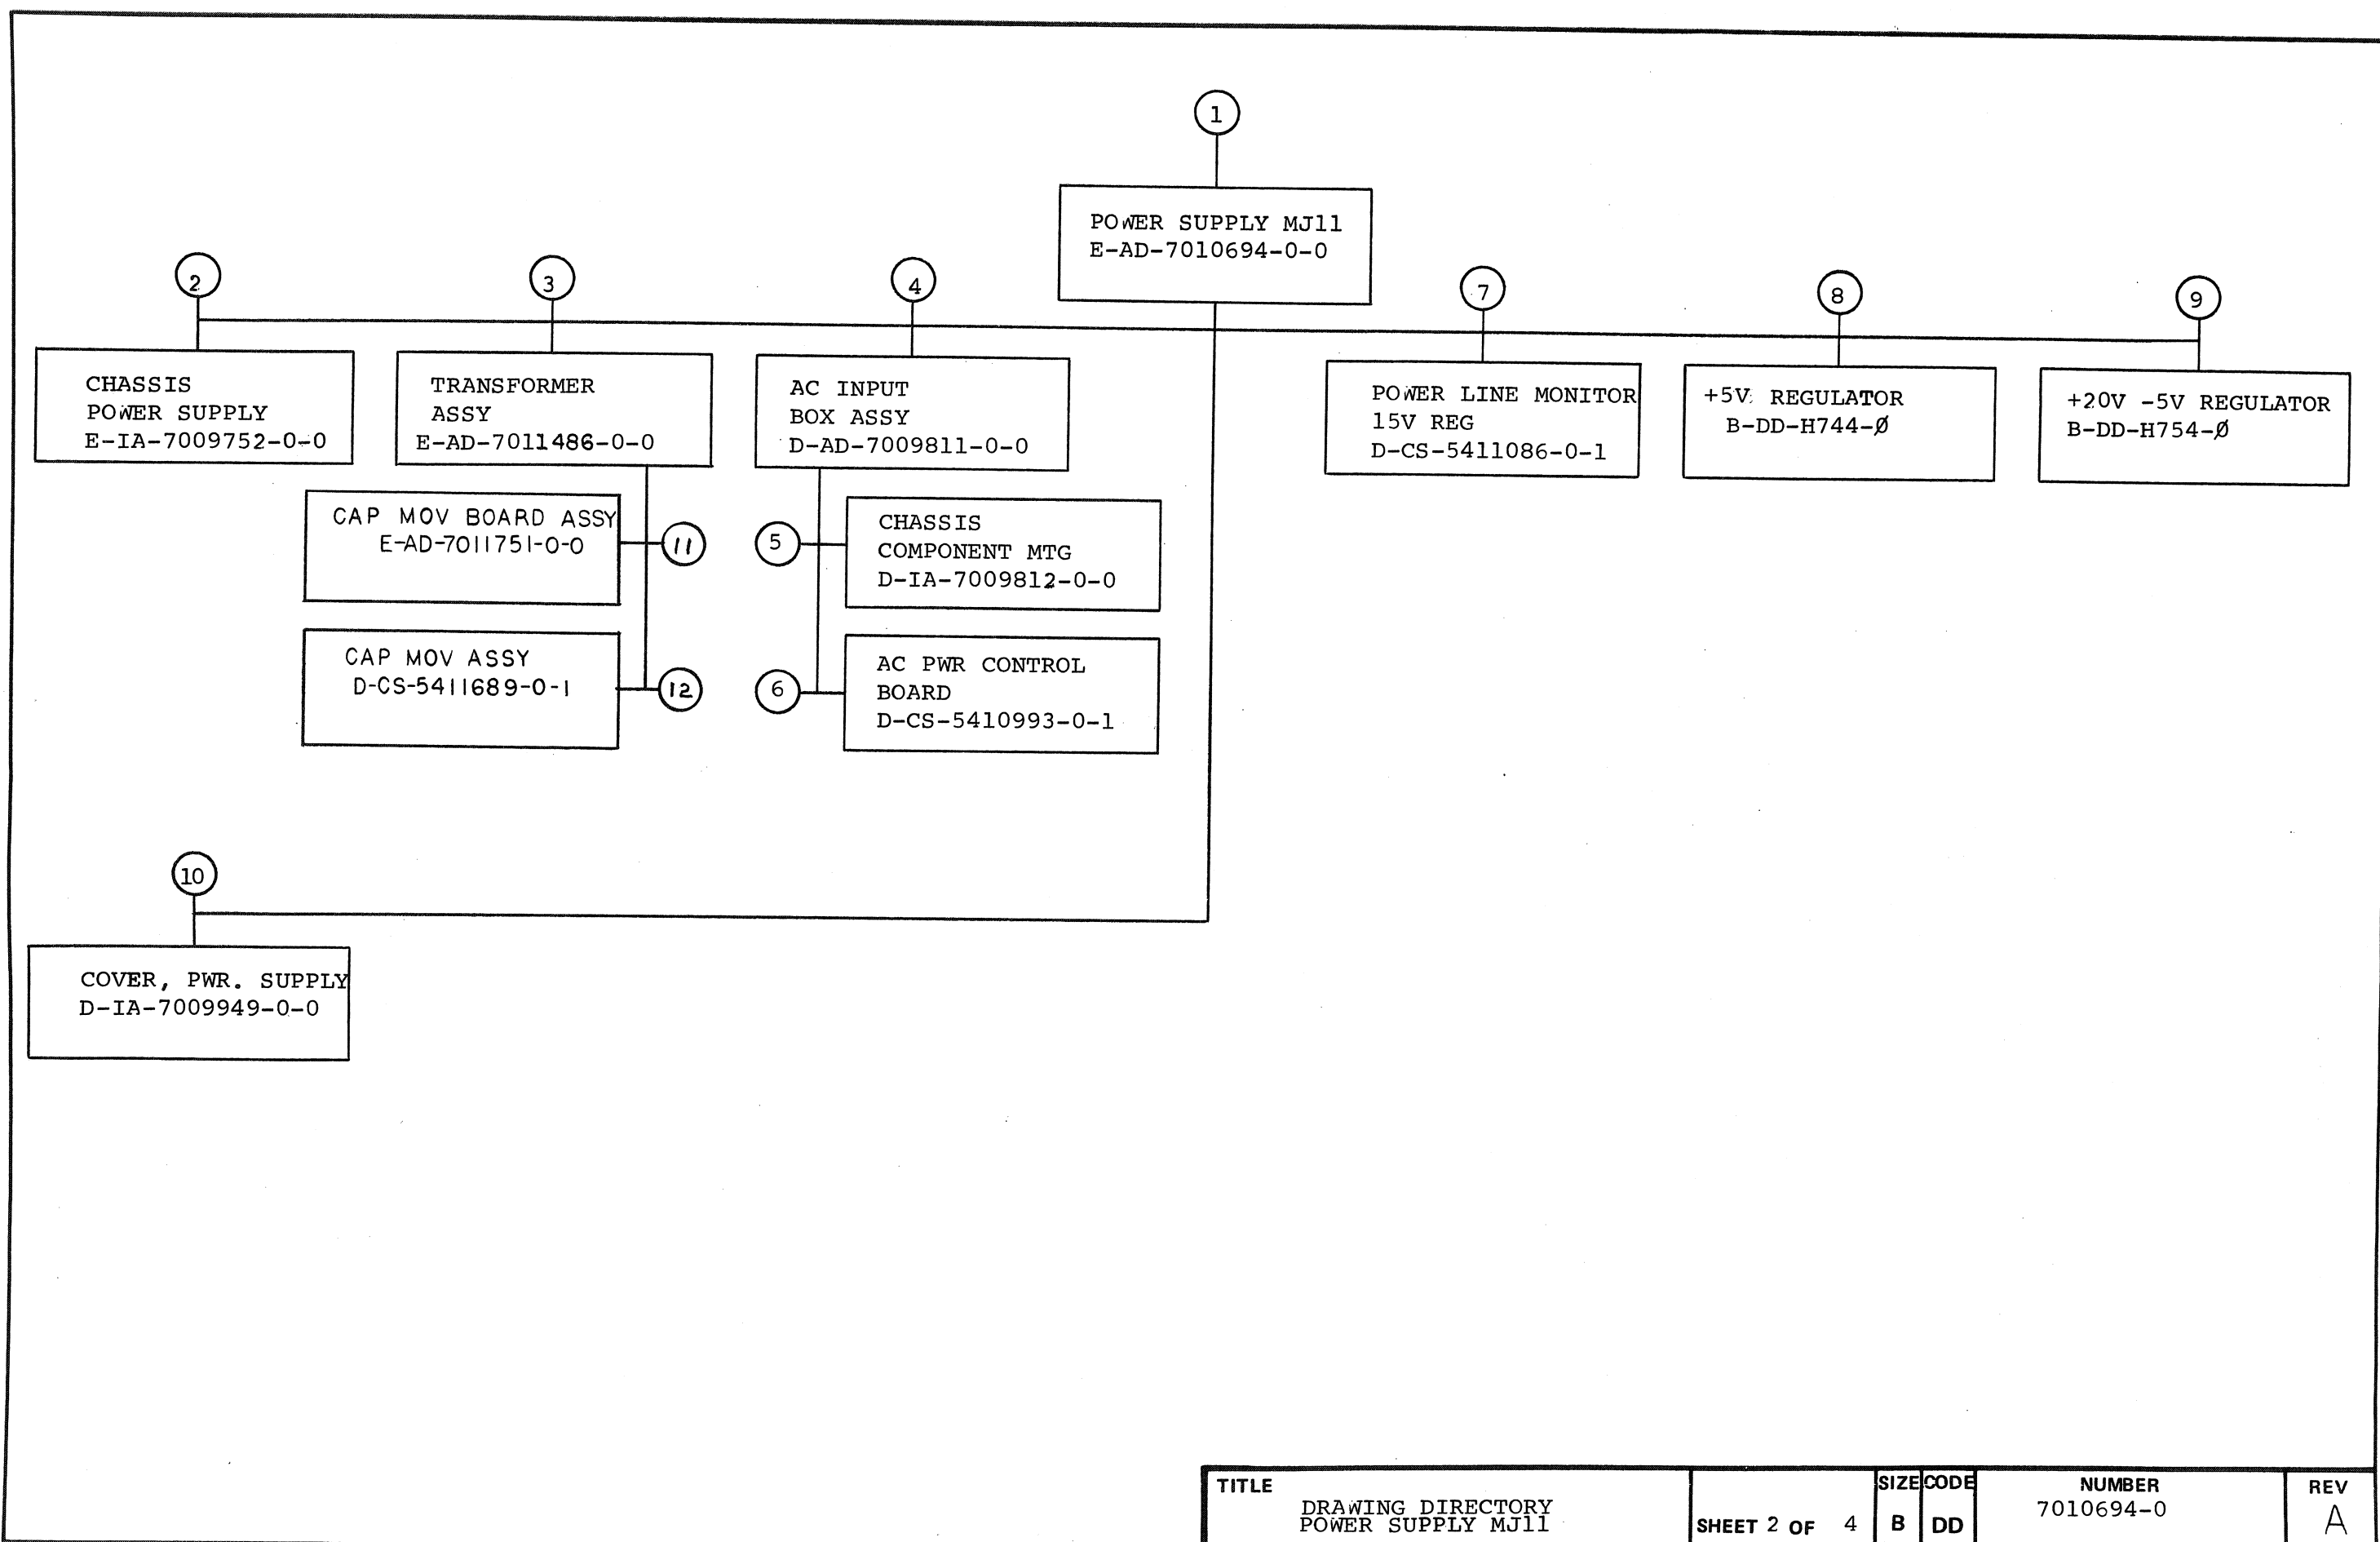 1
POWER SUPPLY MJ11
E-AD-7010694-0-0
2
3
4
7
8
9
CHASSIS
POWER SUPPLY
E-IA-7009752-0-0
TRANSFORMER
ASSY
E-AD-7011486-0-0
AC INPUT
BOX ASSY
D-AD-7009811-0-0
POWER LINE MONITOR
15V REG
D-CS-5411086-0-1
+5V REGULATOR
B-DD-H744-Ø
+20V -5V REGULATOR
B-DD-H754-Ø
CAP MOV BOARD ASSY
E-AD-7011751-0-0
11
5
CHASSIS
COMPONENT MTG
D-IA-7009812-0-0
CAP MOV ASSY
D-CS-5411689-0-1
12
6
AC PWR CONTROL
BOARD
D-CS-5410993-0-1
10
COVER, PWR. SUPPLY
D-IA-7009949-0-0
TITLE
DRAWING DIRECTORY
POWER SUPPLY MJ11
SHEET 2 OF 4
SIZE
B
CODE
DD
NUMBER
7010694-0
REV
A